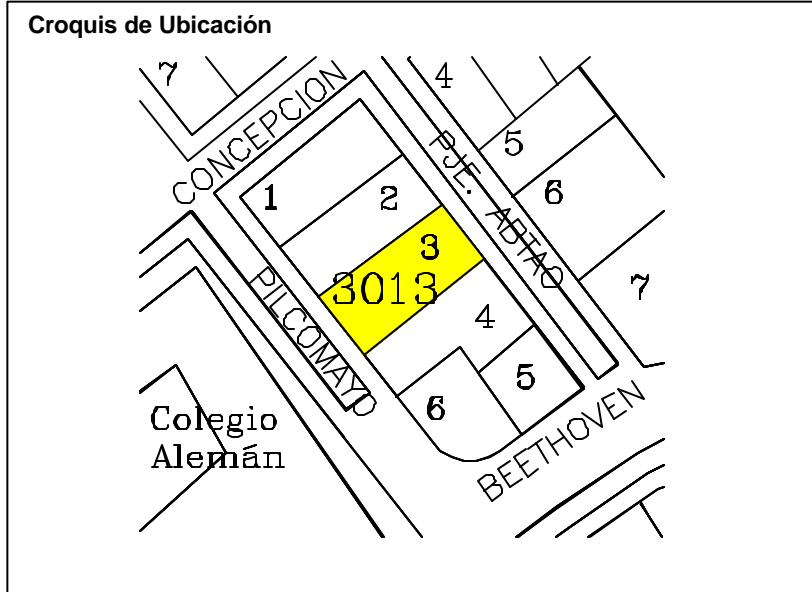 Croquis de Ubicación
7
CONCEPCION
4
PJE. ABTAO
5
6
7
1
2
3
3013
4
5
6
PILCOMAYO
BEETHOVEN
Colegio
Alemán